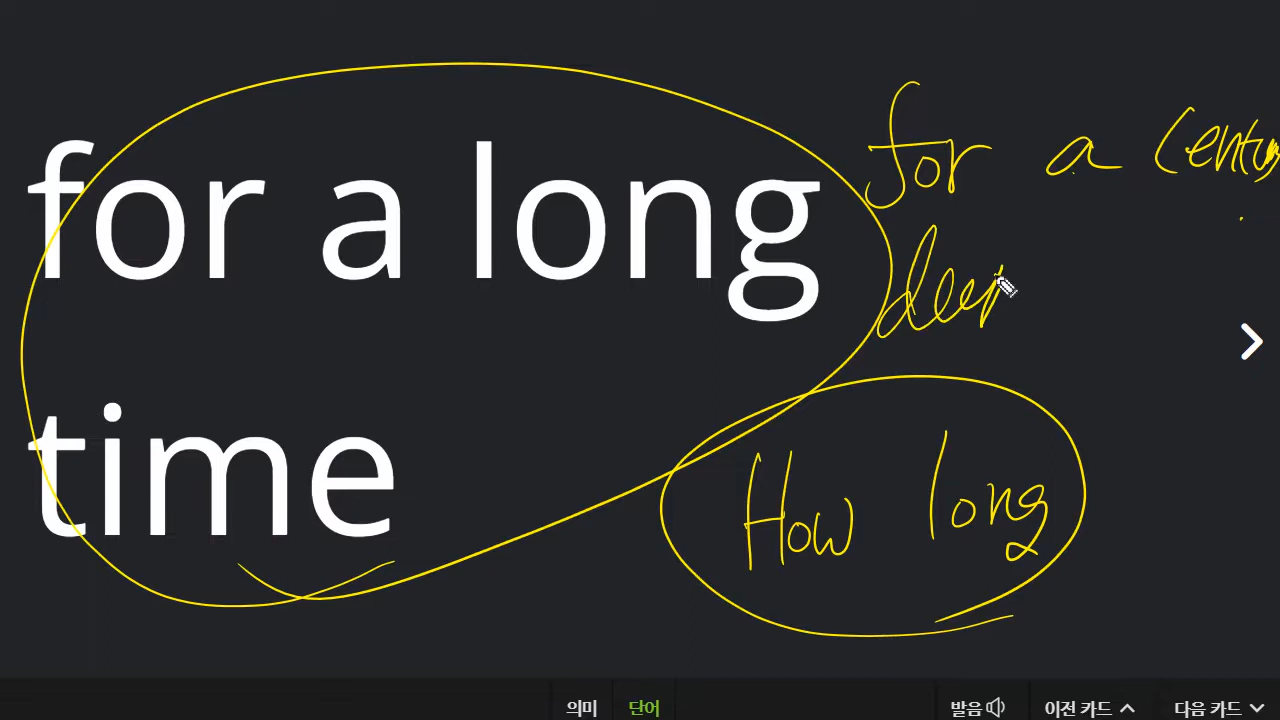 for a long
time
for a centu
How long
의미
단어
발음
이전 카드
다음 카드